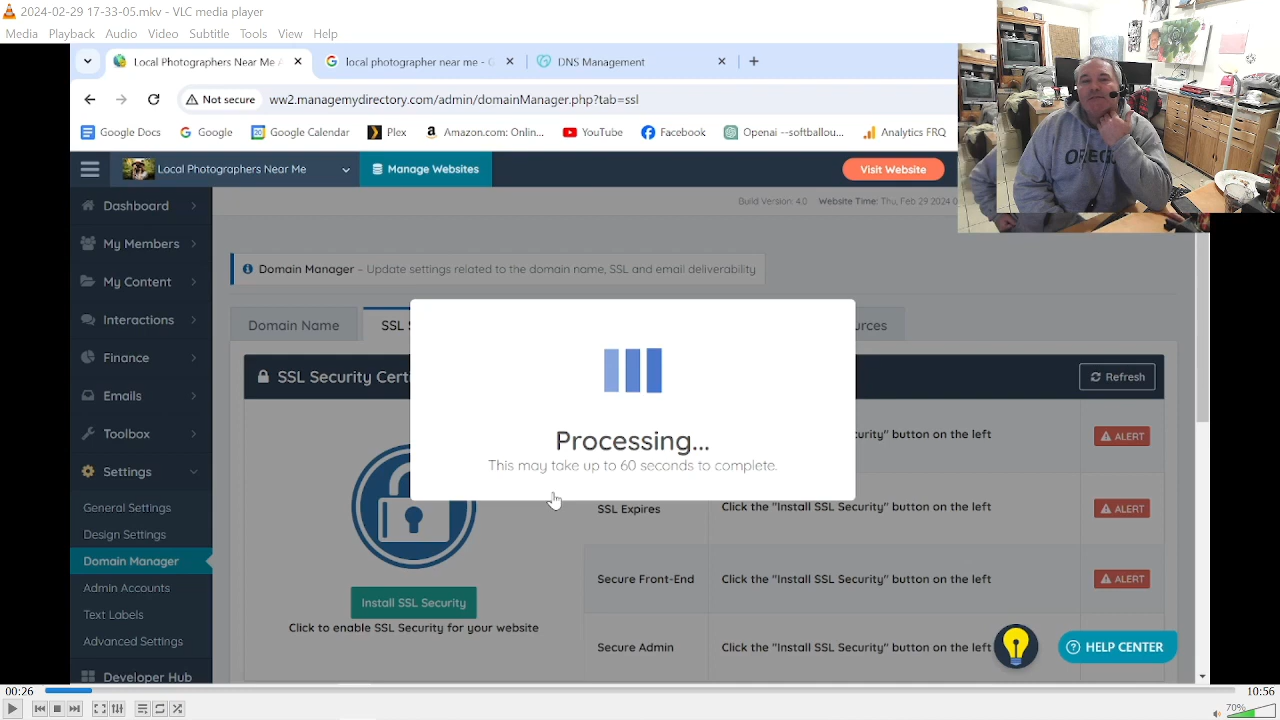 2024-02-29 17-33-05.mkv - VLC media player
Media Playback Audio Video Subtitle Tools View Help
Local Photographers Near Me
local photographer near me -
DNS Management
Not secure ww2.managemydirectory.com/admin/domainManager.php?tab=ssl
Google Docs Google Google Calendar Plex Amazon.com: Onlin... YouTube Facebook Openai --softballou... Analytics FRQ
Local Photographers Near Me
Manage Websites
Visit Website
Build Version: 4.0 Website Time: Thu, Feb 29 2024
OREG
Dashboard
My Members
My Content
Interactions
Finance
Emails
Toolbox
Settings
General Settings
Design Settings
Domain Manager
Admin Accounts
Text Labels
Advanced Settings
Developer Hub
Domain Manager - Update settings related to the domain name, SSL and email deliverability
Domain Name
SSL
urces
SSL Security Cert
Refresh
Processing...
This may take up to 60 seconds to complete.
Install SSL Security
Click to enable SSL Security for your website
curity" button on the left
ALERT
SSL Expires
Click the "Install SSL Security" button on the left
ALERT
Secure Front-End
Click the "Install SSL Security" button on the left
ALERT
Secure Admin
Click the "Install SSL Security" button on the left
HELP CENTER
00:26
10:56
70%